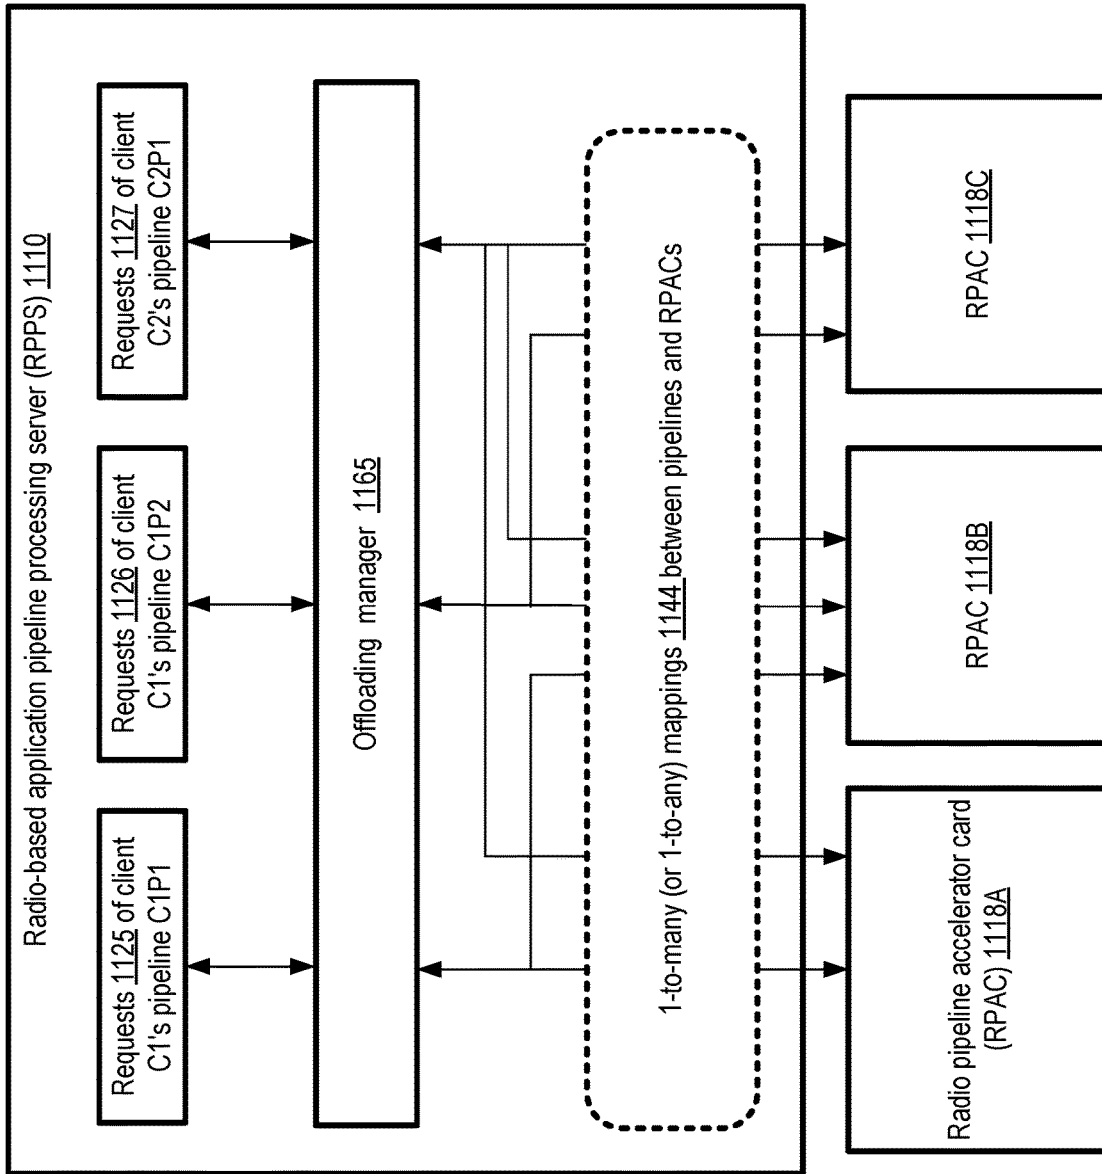 Radio-based application pipeline processing server (RPPS) 1110
Requests 1125 of client
C1's pipeline C1P1
Requests 1126 of client
C1's pipeline C1P2
Requests 1127 of client
C2's pipeline C2P1
Offloading manager 1165
1-to-many (or 1-to-any) mappings 1144 between pipelines and RPACs
Radio pipeline accelerator card
(RPAC) 1118A
RPAC 1118B
RPAC 1118C